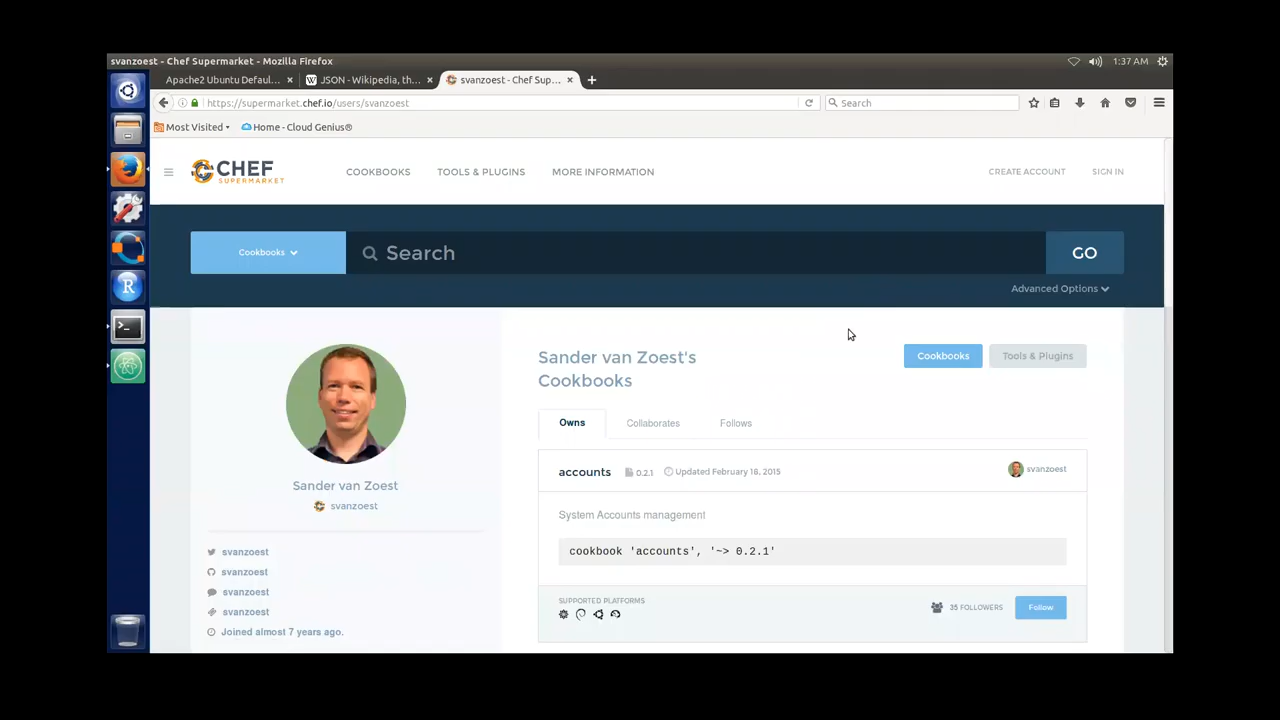 svanzoest - Chef Supermarket - Mozilla Firefox
1:37 AM
Apache2 Ubuntu Defaul... ×
W JSON - Wikipedia, th... ×
svanzoest - Chef Sup... ×
https://supermarket.chef.io/users/svanzoest
Search
Most Visited
Home - Cloud Genius®
CHEF
SUPERMARKET
COOKBOOKS
TOOLS & PLUGINS
MORE INFORMATION
CREATE ACCOUNT
SIGN IN
Cookbooks
Search
GO
Advanced Options
Sander van Zoest
svanzoest
svanzoest
svanzoest
svanzoest
svanzoest
Joined almost 7 years ago.
Sander van Zoest's
Cookbooks
Cookbooks
Tools & Plugins
Owns
Collaborates
Follows
accounts
0.2.1
Updated February 18, 2015
svanzoest
System Accounts management
cookbook 'accounts', '~> 0.2.1'
SUPPORTED PLATFORMS
35 FOLLOWERS
Follow